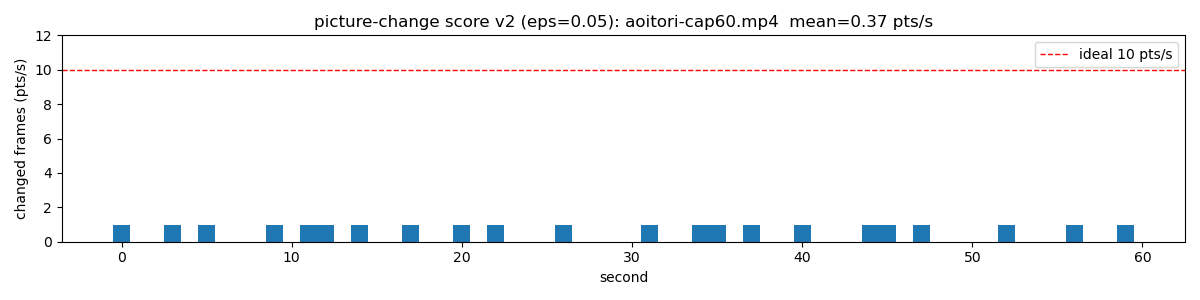 picture-change score v2 (eps=0.05): aoitori-cap60.mp4  mean=0.37 pts/s
ideal 10 pts/s
changed frames (pts/s)
12
10
8
6
4
2
0
0 10 20 30 40 50 60
second